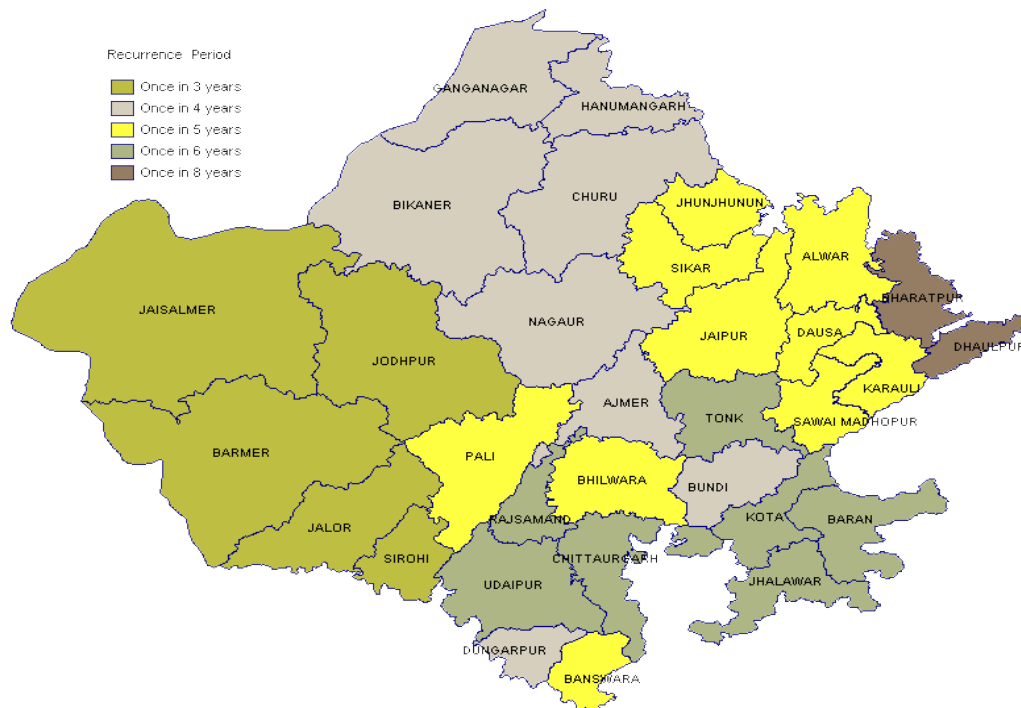 Recurrence Period
Once in 3 years
Once in 4 years
Once in 5 years
Once in 6 years
Once in 8 years
GANGANAGAR
HANUMANGARH
BIKANER
CHURU
JHUNJHUNUN
SIKAR
ALWAR
JAISALMER
NAGAUR
BHARATPUR
JAIPUR
DAUSA
DHAULPUR
JODHPUR
KARAULI
AJMER
TONK
SAWAI MADHOPUR
BARMER
PALI
BHILWARA
BUNDI
JALOR
RAJSAMAND
KOTA
BARAN
SIROHI
CHITTAURGARH
UDAIPUR
JHALAWAR
DUNGARPUR
BANSWARA